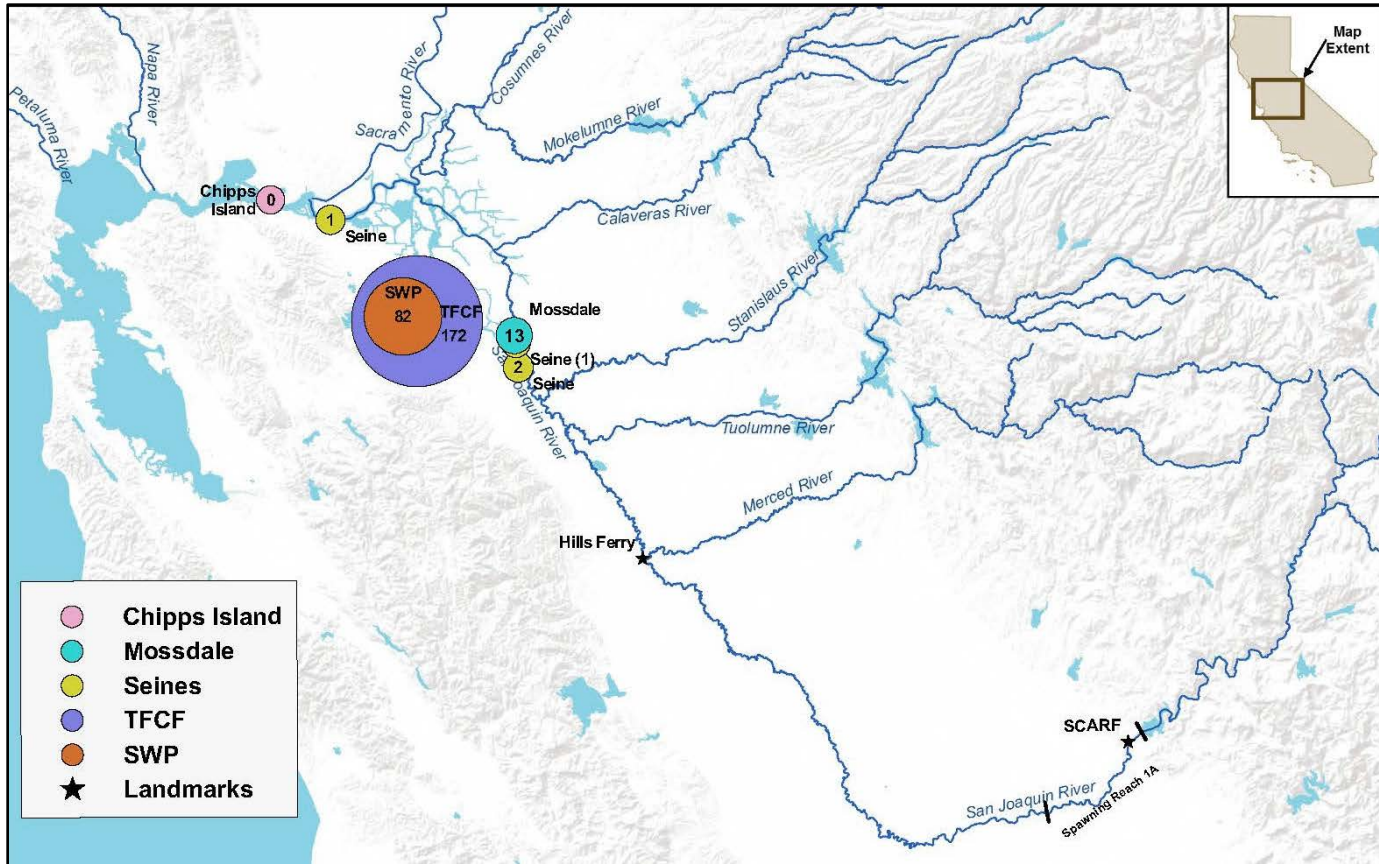 Map
Extent
Petaluma River
Napa River
Sacramento River
Cosumnes River
Mokelumne River
Chipps
Island
0
1
Seine
Calaveras River
SWP
82
TFCF
172
Mossdale
13
Seine (1)
2
Seine
Stanislaus River
San Joaquin River
Tuolumne River
Merced River
Hills Ferry
SCARF
San Joaquin River
Spawning Reach 1A
Chipps Island
Mossdale
Seines
TFCF
SWP
Landmarks